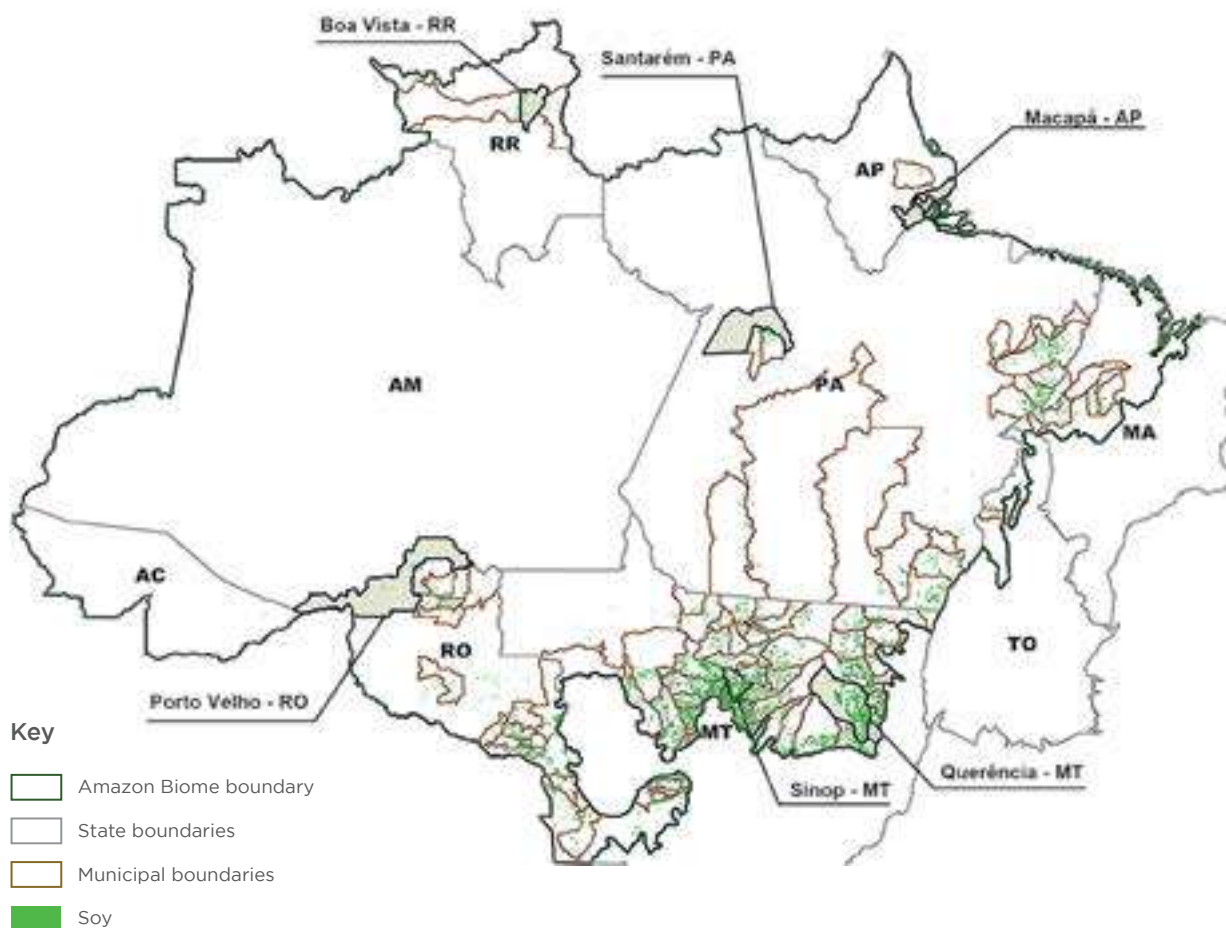 Boa Vista - RR
Santarém - PA
Macapá - AP
RR
AP
AM
PA
MA
AC
RO
TO
Porto Velho - RO
MT
Querência - MT
Sinop - MT
Key
Amazon Biome boundary
State boundaries
Municipal boundaries
Soy